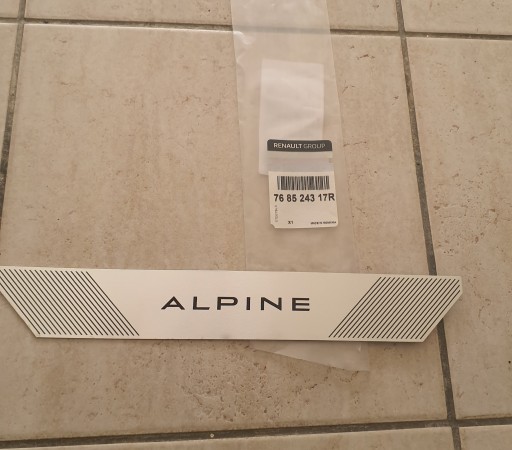 RENAULT GROUP
76 85 243 17R
ALPINE